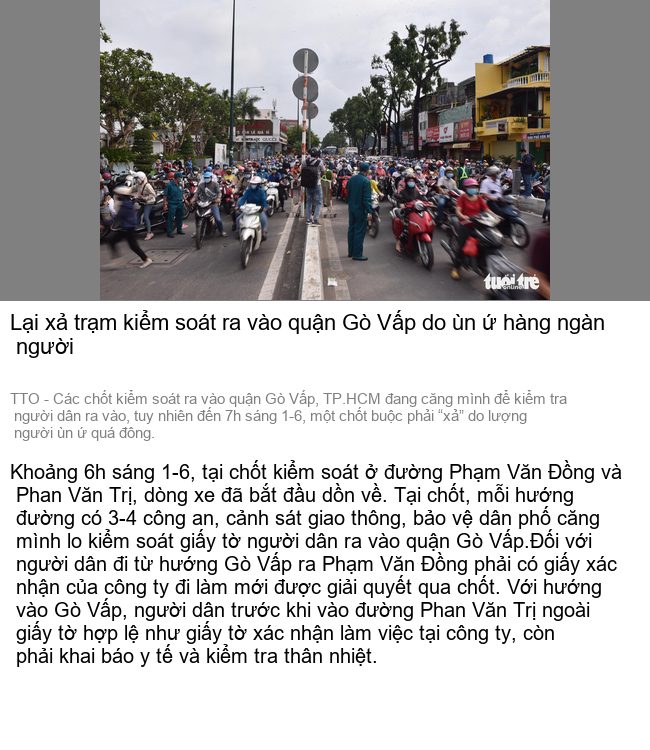 tuổi trẻ
online
Lại xả trạm kiểm soát ra vào quận Gò Vấp do ùn ứ hàng ngàn
người
TTO - Các chốt kiểm soát ra vào quận Gò Vấp, TP.HCM đang căng mình để kiểm tra
người dân ra vào, tuy nhiên đến 7h sáng 1-6, một chốt buộc phải “xả” do lượng
người ùn ứ quá đông.
Khoảng 6h sáng 1-6, tại chốt kiểm soát ở đường Phạm Văn Đồng và
Phan Văn Trị, dòng xe đã bắt đầu dồn về. Tại chốt, mỗi hướng
đường có 3-4 công an, cảnh sát giao thông, bảo vệ dân phố căng
mình lo kiểm soát giấy tờ người dân ra vào quận Gò Vấp.Đối với
người dân đi từ hướng Gò Vấp ra Phạm Văn Đồng phải có giấy xác
nhận của công ty đi làm mới được giải quyết qua chốt. Với hướng
vào Gò Vấp, người dân trước khi vào đường Phan Văn Trị ngoài
giấy tờ hợp lệ như giấy tờ xác nhận làm việc tại công ty, còn
phải khai báo y tế và kiểm tra thân nhiệt.